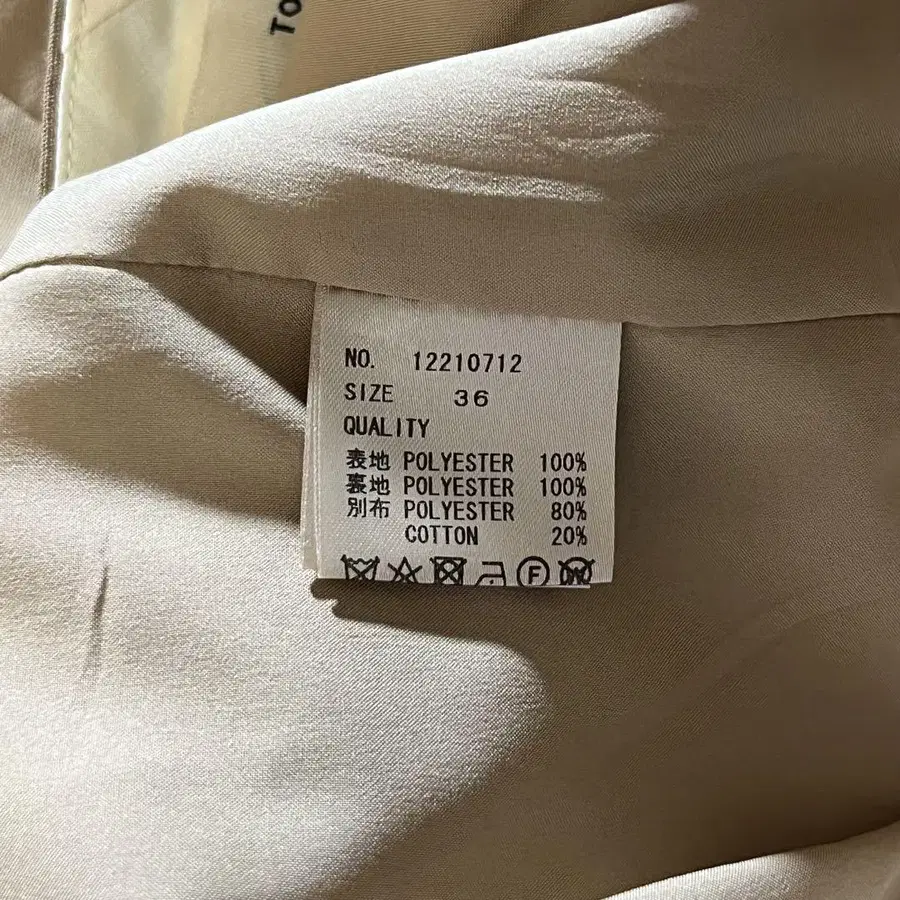 To
NO. 12210712
SIZE 36
QUALITY
表地 POLYESTER 100%
裏地 POLYESTER 100%
別布 POLYESTER 80%
COTTON 20%
F W